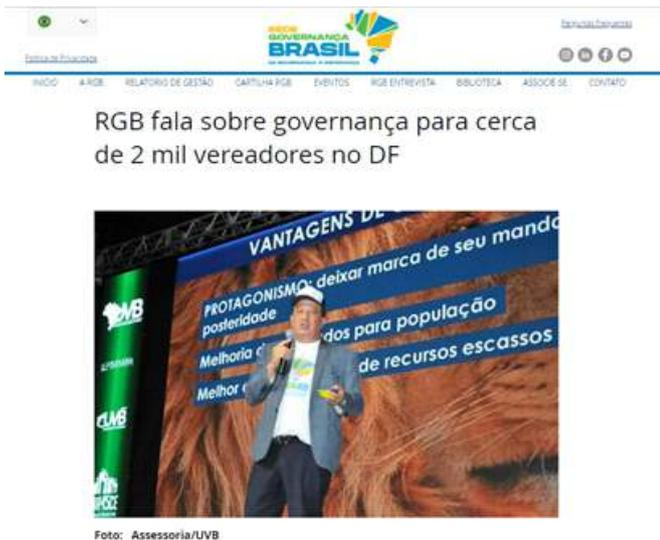 Política de Privacidade
REDE
GOVERNANÇA
BRASIL
Perguntas Frequentes
INÍCIO A RGB RELATÓRIO DE GESTÃO CARTILHA RGB EVENTOS RGB ENTREVISTA BIBLIOTECA ASSOCIE-SE CONTATO
RGB fala sobre governança para cerca
de 2 mil vereadores no DF
VANTAGENS DE
PROTAGONISMO: deixar marca de seu manda
posteridade
Melhoria dos para população
Melhor de recursos escassos
UVB
Foto: Assessoria/UVB